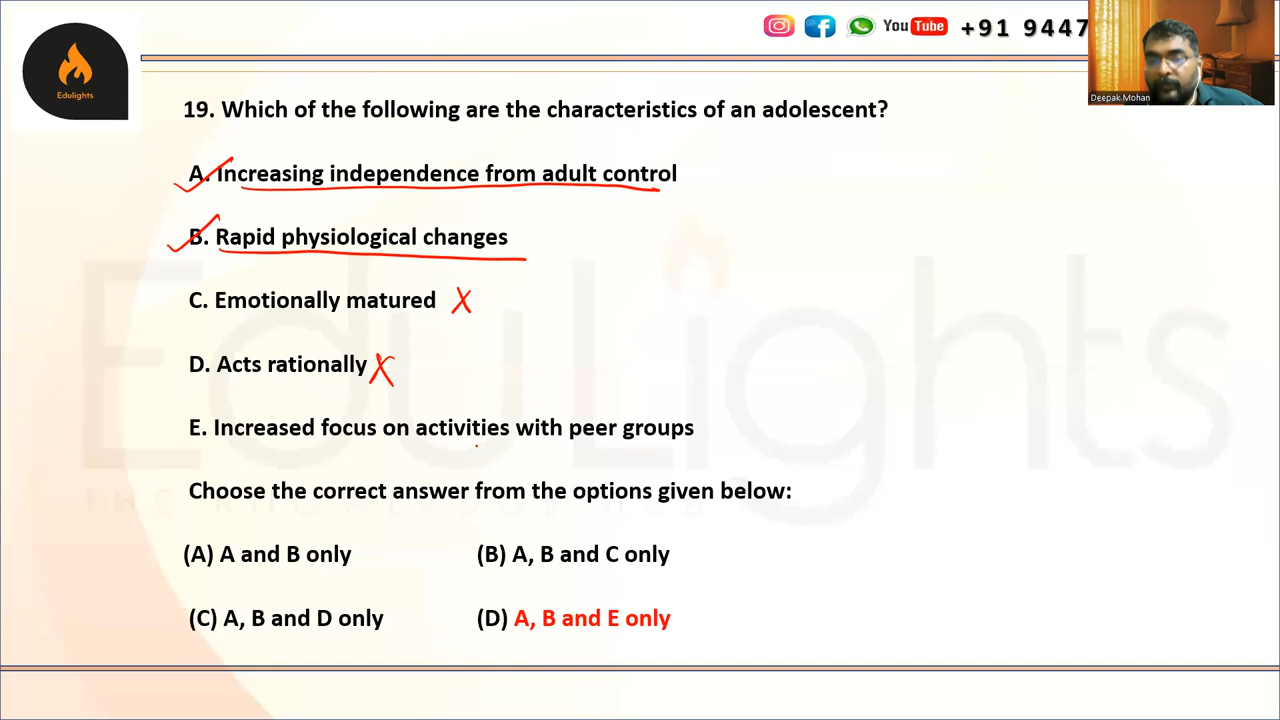 Edulights
You Tube +91 9447
Deepak Mohan
19. Which of the following are the characteristics of an adolescent?
A. Increasing independence from adult control
B. Rapid physiological changes
C. Emotionally matured X
D. Acts rationally X
E. Increased focus on activities with peer groups
Choose the correct answer from the options given below:
(A) A and B only (B) A, B and C only
(C) A, B and D only (D) A, B and E only
EduLights